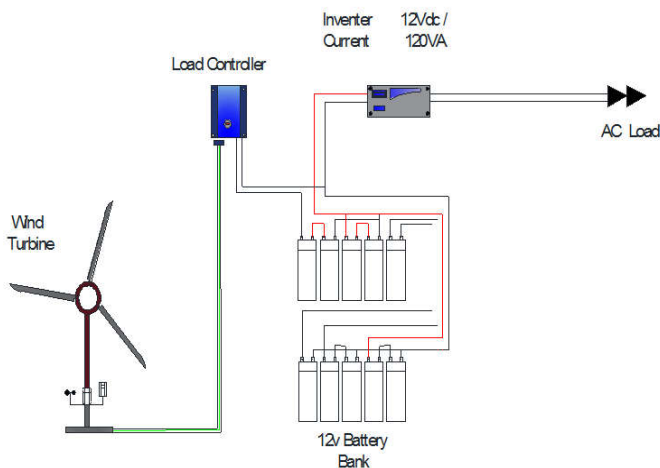 Inventer 12Vdc /
Current 120VA
Load Controller
AC Load
Wind
Turbine
12v Battery
Bank